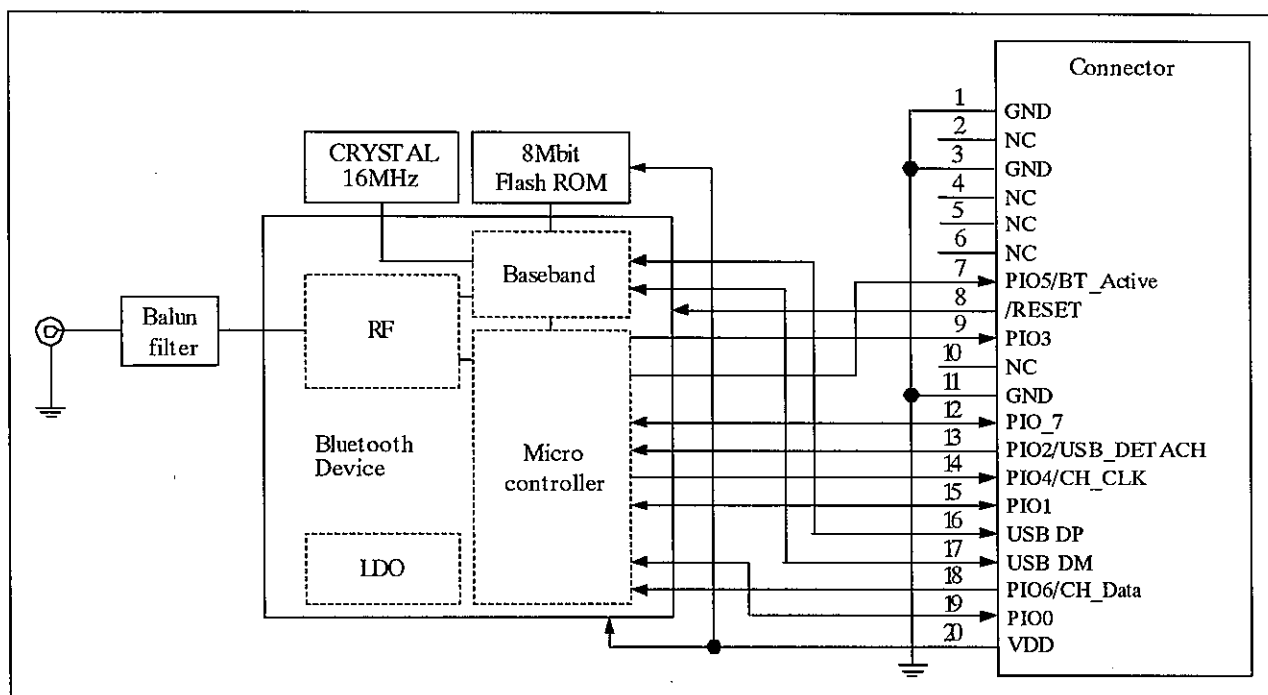 Connector
1 GND
2 NC
3 GND
4 NC
5 NC
6 NC
7 PIO5/BT_Active
8 /RESET
9 PIO3
10 NC
11 GND
12 PIO_7
13 PIO2/USB_DETACH
14 PIO4/CH_CLK
15 PIO1
16 USB DP
17 USB DM
18 PIO6/CH_Data
19 PIO0
20 VDD
CRYSTAL
16MHz
8Mbit
Flash ROM
Baseband
RF
Balun
filter
Bluetooth
Device
Micro
controller
LDO